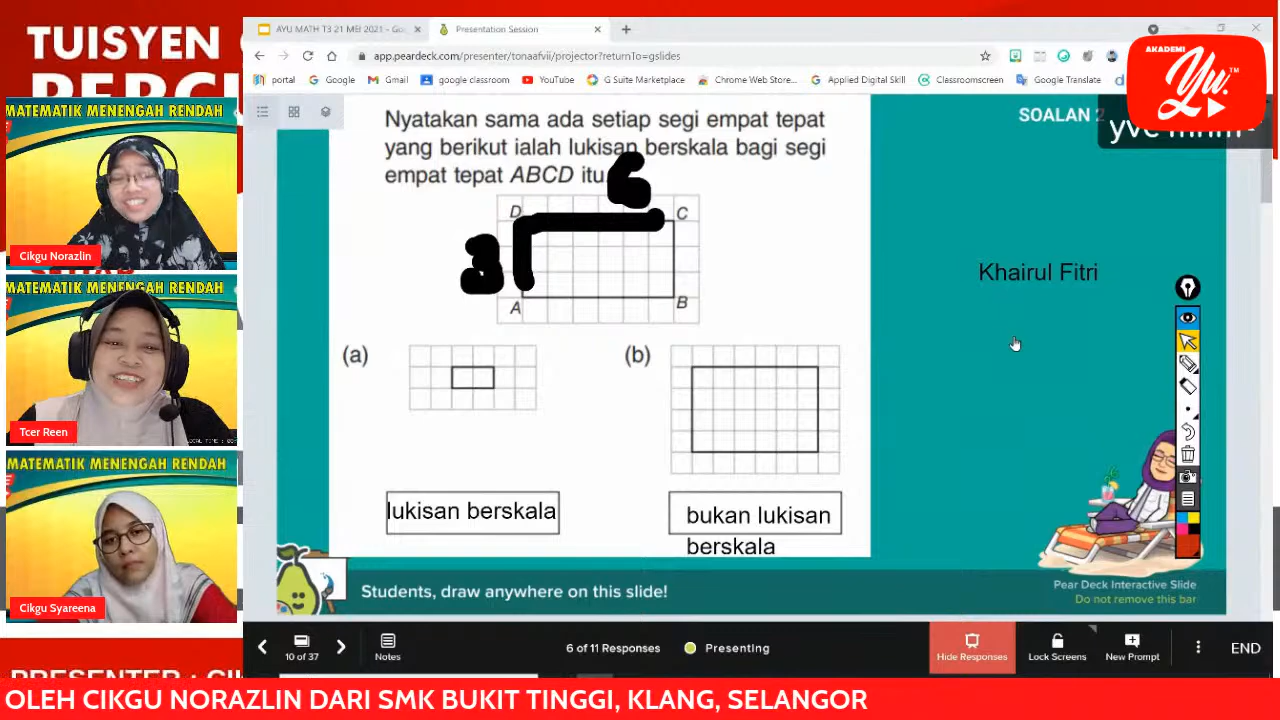 TUISYEN
AYU MATH T3 21 MEI 2021 - Go
Presentation Session
app.peardeck.com/presenter/tonaafvii/projector?returnTo=gslides
portal
Google
Gmail
google classroom
YouTube
G Suite Marketplace
Chrome Web Store...
Applied Digital Skill
Classroomscreen
Google Translate
AKADEMI
Yu.
TM
MATEMATIK MENENGAH RENDAH
Cikgu Norazlin
Tcer Reen
MATEMATIK MENENGAH RENDAH
Cikgu Syareena
SOALAN 2
Nyatakan sama ada setiap segi empat tepat
yang berikut ialah lukisan berskala bagi segi
empat tepat ABCD itu
6
D
C
3
A
B
Khairul Fitri
(a)
(b)
lukisan berskala
bukan lukisan
berskala
Students, draw anywhere on this slide!
Pear Deck Interactive Slide
Do not remove this bar
10 of 37
Notes
6 of 11 Responses
Presenting
Hide Responses
Lock Screens
New Prompt
END
OLEH CIKGU NORAZLIN DARI SMK BUKIT TINGGI, KLANG, SELANGOR